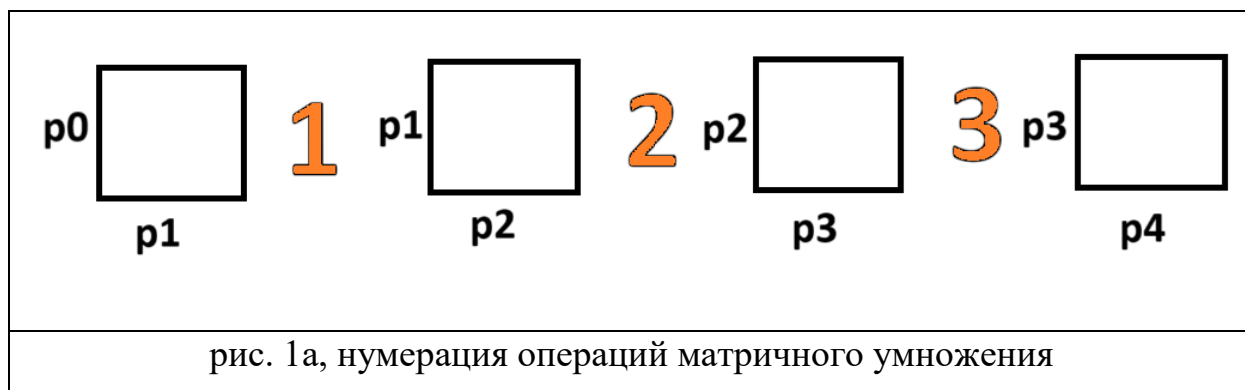 p0 1 p1 2 p2 3 p3
p1 p2 p3 p4
рис. 1а, нумерация операций матричного умножения